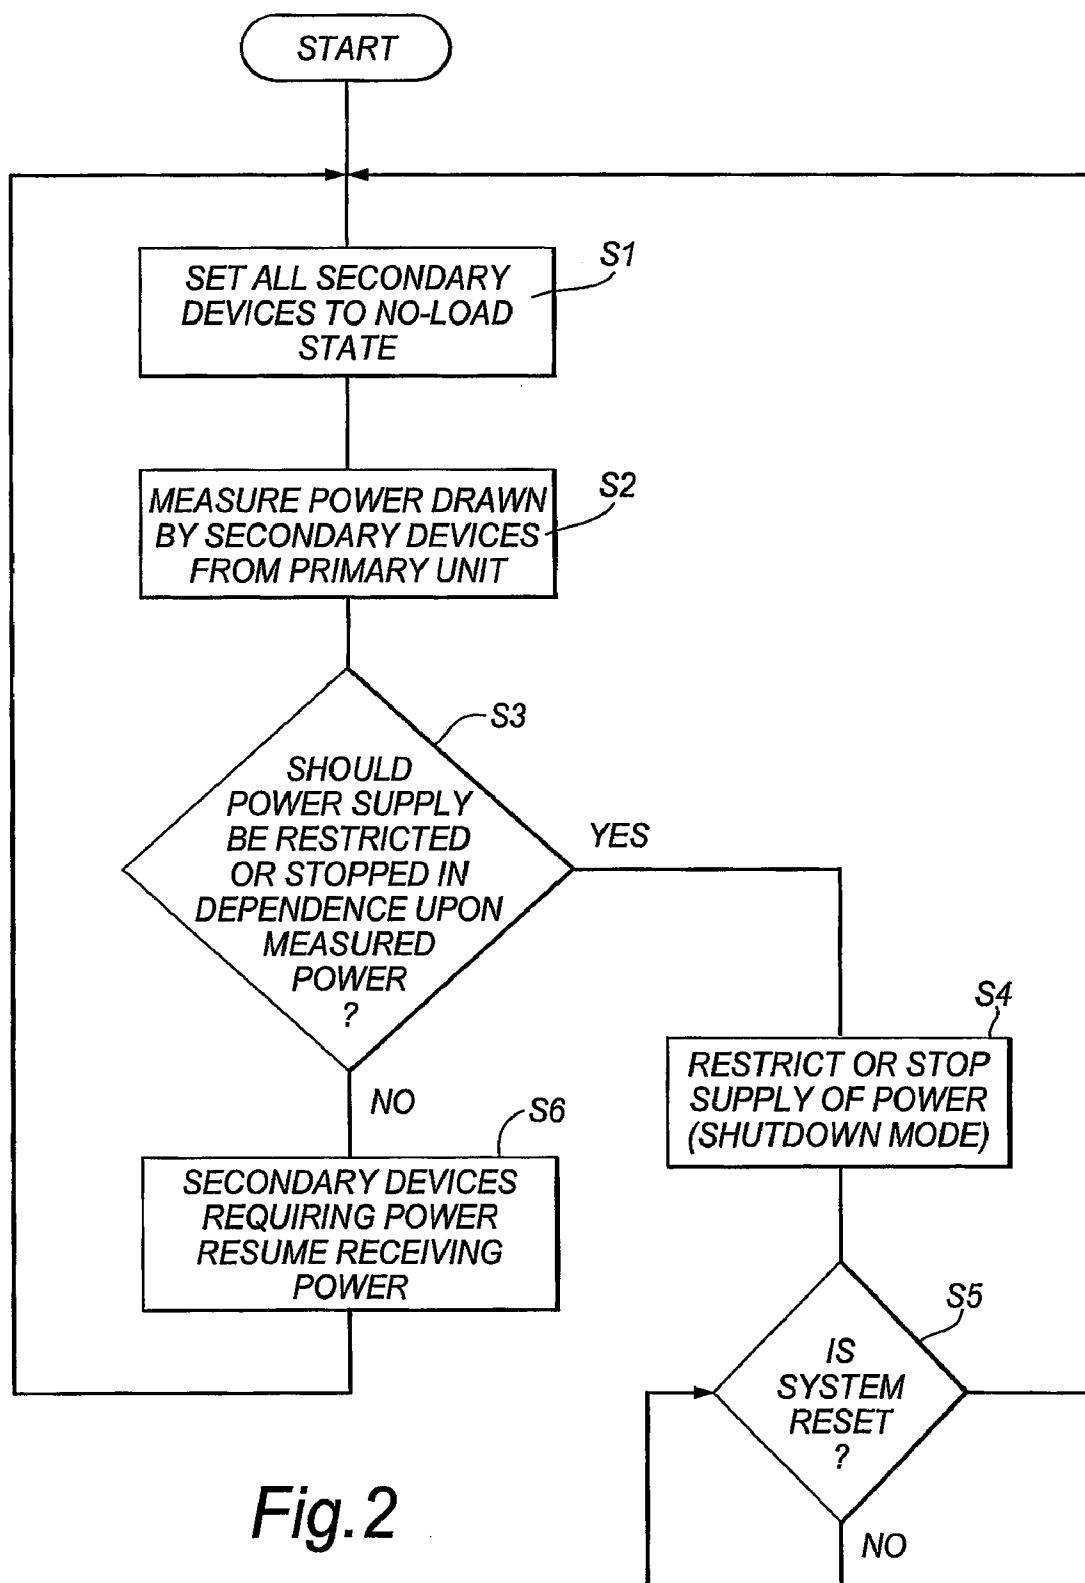 START
S1
SET ALL SECONDARY
DEVICES TO NO-LOAD
STATE
S2
MEASURE POWER DRAWN
BY SECONDARY DEVICES
FROM PRIMARY UNIT
S3
SHOULD
POWER SUPPLY
BE RESTRICTED
OR STOPPED IN
DEPENDENCE UPON
MEASURED
POWER
?
YES
NO
S4
RESTRICT OR STOP
SUPPLY OF POWER
(SHUTDOWN MODE)
S6
SECONDARY DEVICES
REQUIRING POWER
RESUME RECEIVING
POWER
S5
IS
SYSTEM
RESET
?
NO
Fig.2